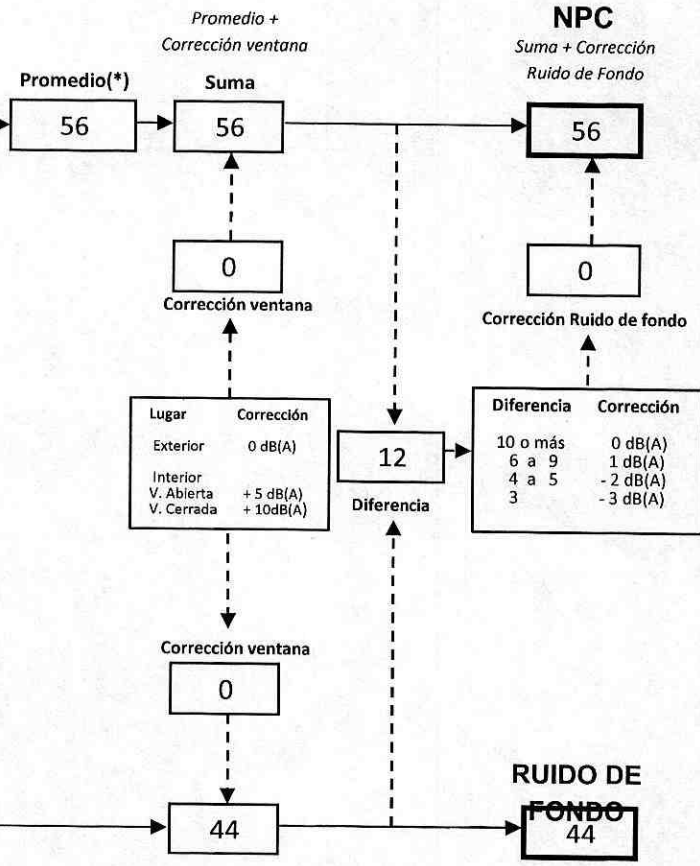 Promedio +
Corrección ventana
NPC
Suma + Corrección
Ruido de Fondo
Promedio(*)
Suma
56
56
56
0
0
Corrección ventana
Corrección Ruido de fondo
Lugar Corrección
Exterior 0 dB(A)
Interior
V. Abierta + 5 dB(A)
V. Cerrada + 10dB(A)
12
Diferencia
Diferencia Corrección
10 o más 0 dB(A)
6 a 9 1 dB(A)
4 a 5 - 2 dB(A)
3 - 3 dB(A)
Corrección ventana
0
RUIDO DE
FONDO
44
44